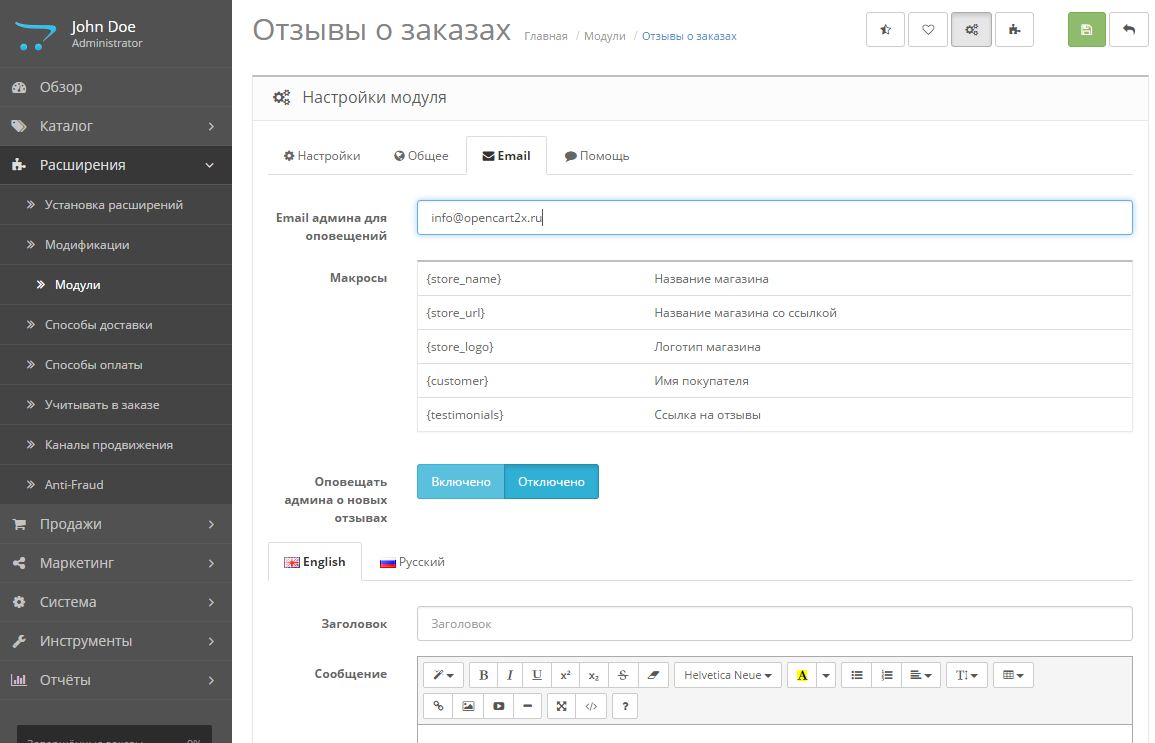 John Doe
Administrator
Обзор
Каталог
Расширения
Установка расширений
Модификации
Модули
Способы доставки
Способы оплаты
Учитывать в заказе
Каналы продвижения
Anti-Fraud
Продажи
Маркетинг
Система
Инструменты
Отчёты
Отзывы о заказах
Главная / Модули / Отзывы о заказах
Настройки модуля
Настройки Общее Email Помощь
Email админа для оповещений
info@opencart2x.ru
Макросы
{store_name} Название магазина
{store_url} Название магазина со ссылкой
{store_logo} Логотип магазина
{customer} Имя покупателя
{testimonials} Ссылка на отзывы
Оповещать
админа о новых
отзывах
Включено Отключено
English Русский
Заголовок
Заголовок
Сообщение
B I U x² x₂ S Helvetica Neue A TI
?